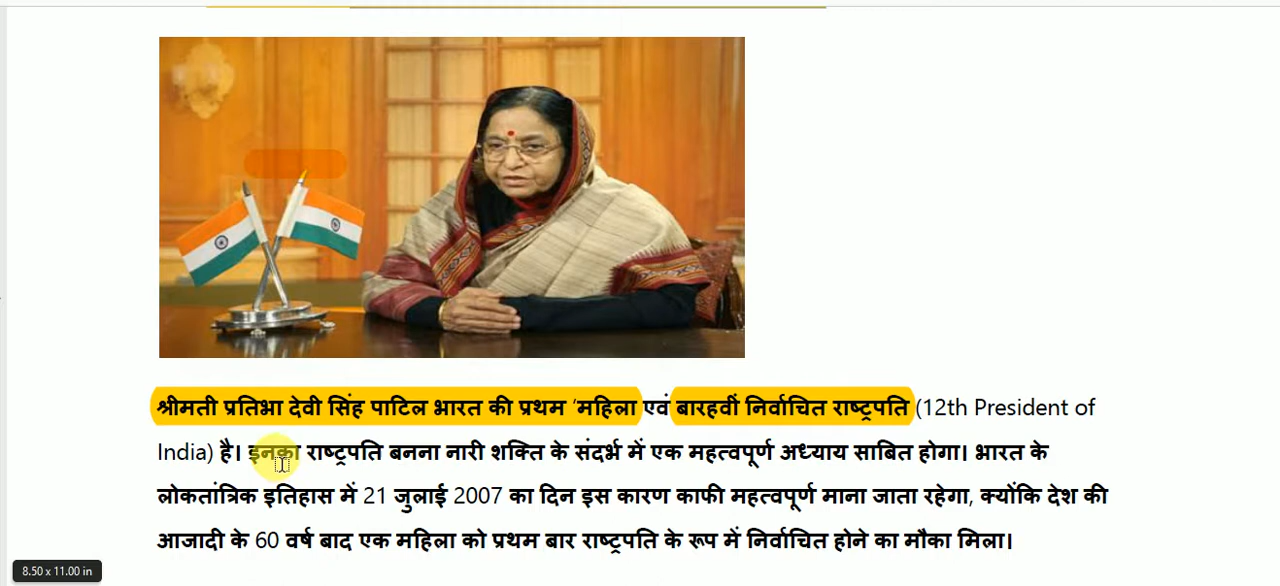 श्रीमती प्रतिभा देवी सिंह पाटिल भारत की प्रथम ‘महिला एवं बारहवीं निर्वाचित राष्ट्रपति (12th President of
India) है। इनका राष्ट्रपति बनना नारी शक्ति के संदर्भ में एक महत्वपूर्ण अध्याय साबित होगा। भारत के
लोकतांत्रिक इतिहास में 21 जुलाई 2007 का दिन इस कारण काफी महत्वपूर्ण माना जाता रहेगा, क्योंकि देश की
आजादी के 60 वर्ष बाद एक महिला को प्रथम बार राष्ट्रपति के रूप में निर्वाचित होने का मौका मिला।
8.50 x 11.00 in